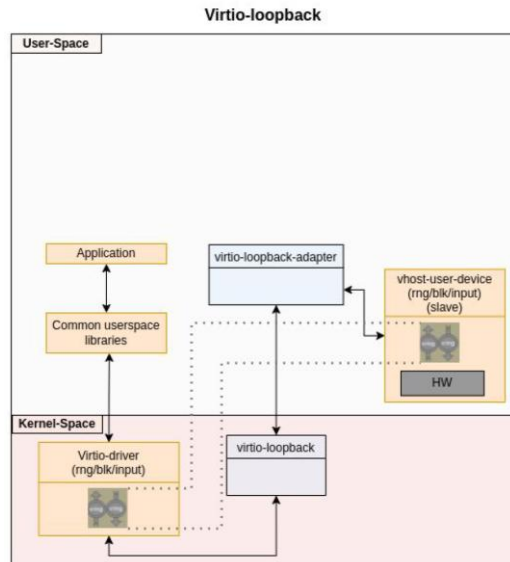 Virtio-loopback
User-Space
Application
virtio-loopback-adapter
vhost-user-device
(rng/blk/input)
(slave)
Common userspace
libraries
HW
Kernel-Space
Virtio-driver
(rng/blk/input)
virtio-loopback